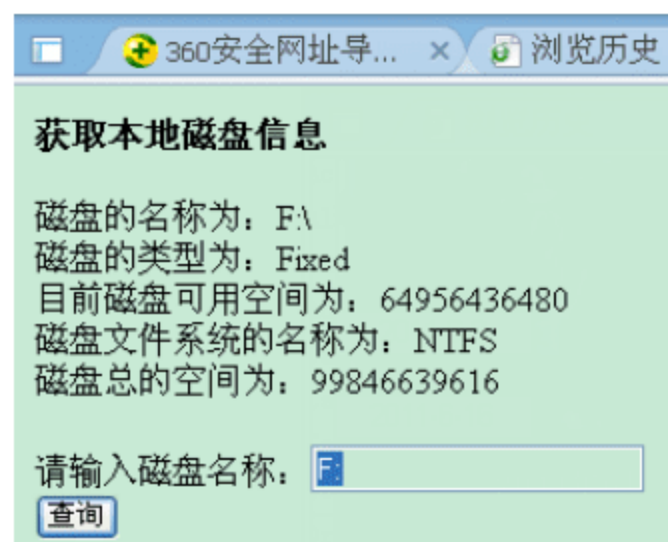 360安全网址导... × 浏览历史
获取本地磁盘信息
磁盘的名称为：F:\
磁盘的类型为：Fixed
目前磁盘可用空间为：64956436480
磁盘文件系统的名称为：NTFS
磁盘总的空间为：99846639616
请输入磁盘名称： F:
查询